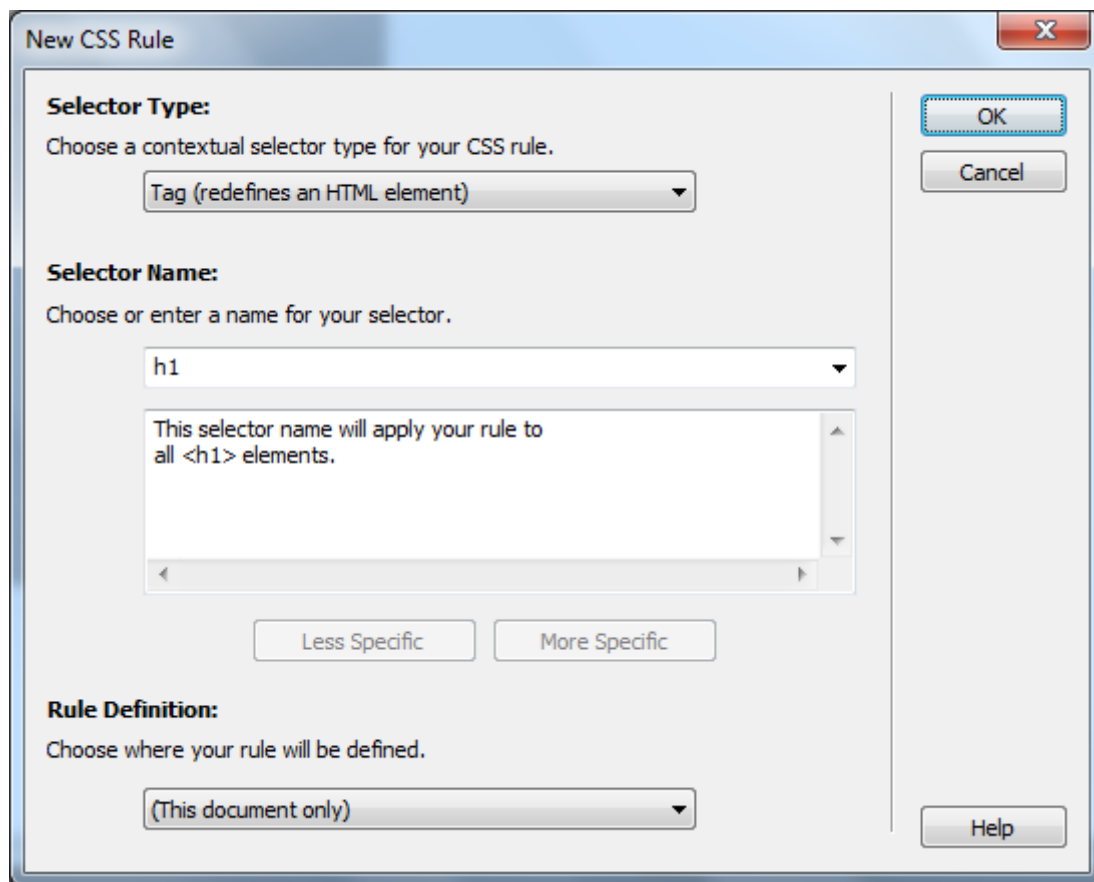 New CSS Rule
Selector Type:
Choose a contextual selector type for your CSS rule.
Tag (redefines an HTML element)
Selector Name:
Choose or enter a name for your selector.
h1
This selector name will apply your rule to
all <h1> elements.
Less Specific
More Specific
Rule Definition:
Choose where your rule will be defined.
(This document only)
OK
Cancel
Help